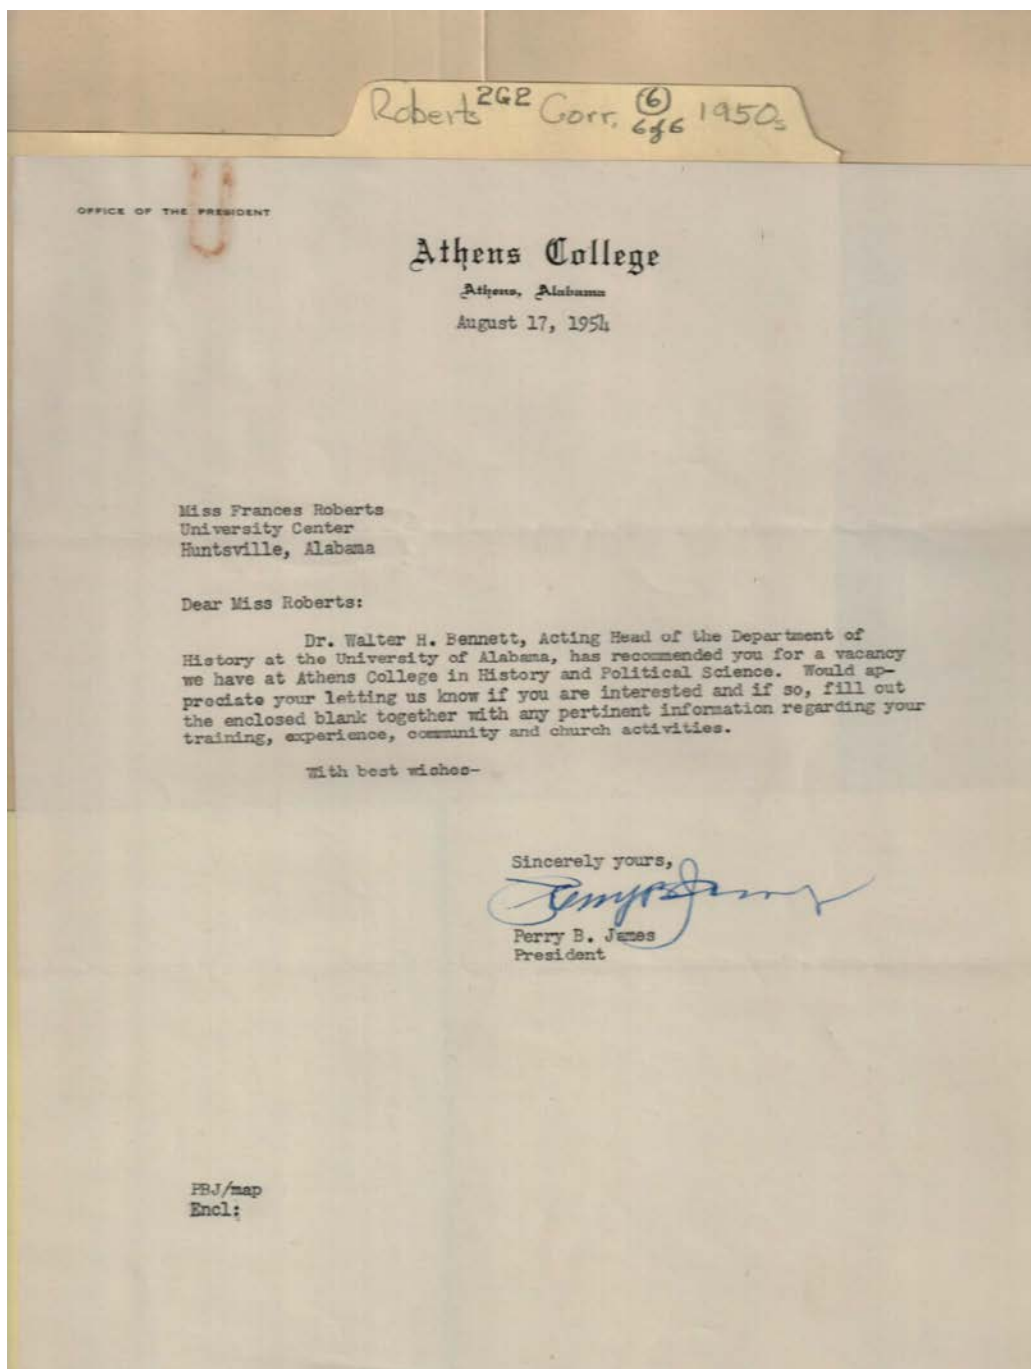 Roberts 2G2 Corr. (6) 6 of 6 1950s
OFFICE OF THE PRESIDENT
Athens College
Athens, Alabama
August 17, 1954
Miss Frances Roberts
University Center
Huntsville, Alabama
Dear Miss Roberts:
Dr. Walter H. Bennett, Acting Head of the Department of
History at the University of Alabama, has recommended you for a vacancy
we have at Athens College in History and Political Science. Would ap-
preciate your letting us know if you are interested and if so, fill out
the enclosed blank together with any pertinent information regarding your
training, experience, community and church activities.
With best wishes-
Sincerely yours,
Perry B James
Perry B. James
President
PBJ/map
Encl: